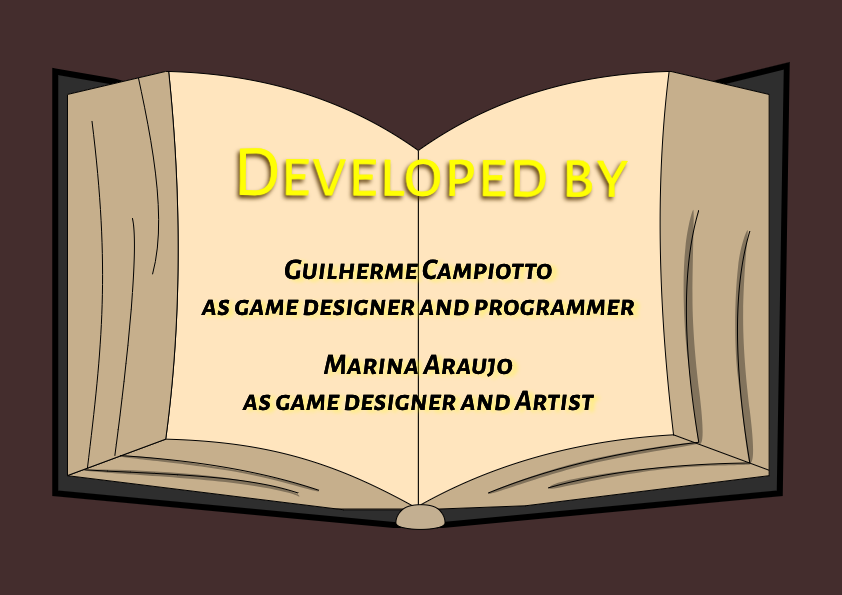 Developed by
Guilherme Campiotto
as game designer and programmer
Marina Araujo
as game designer and Artist